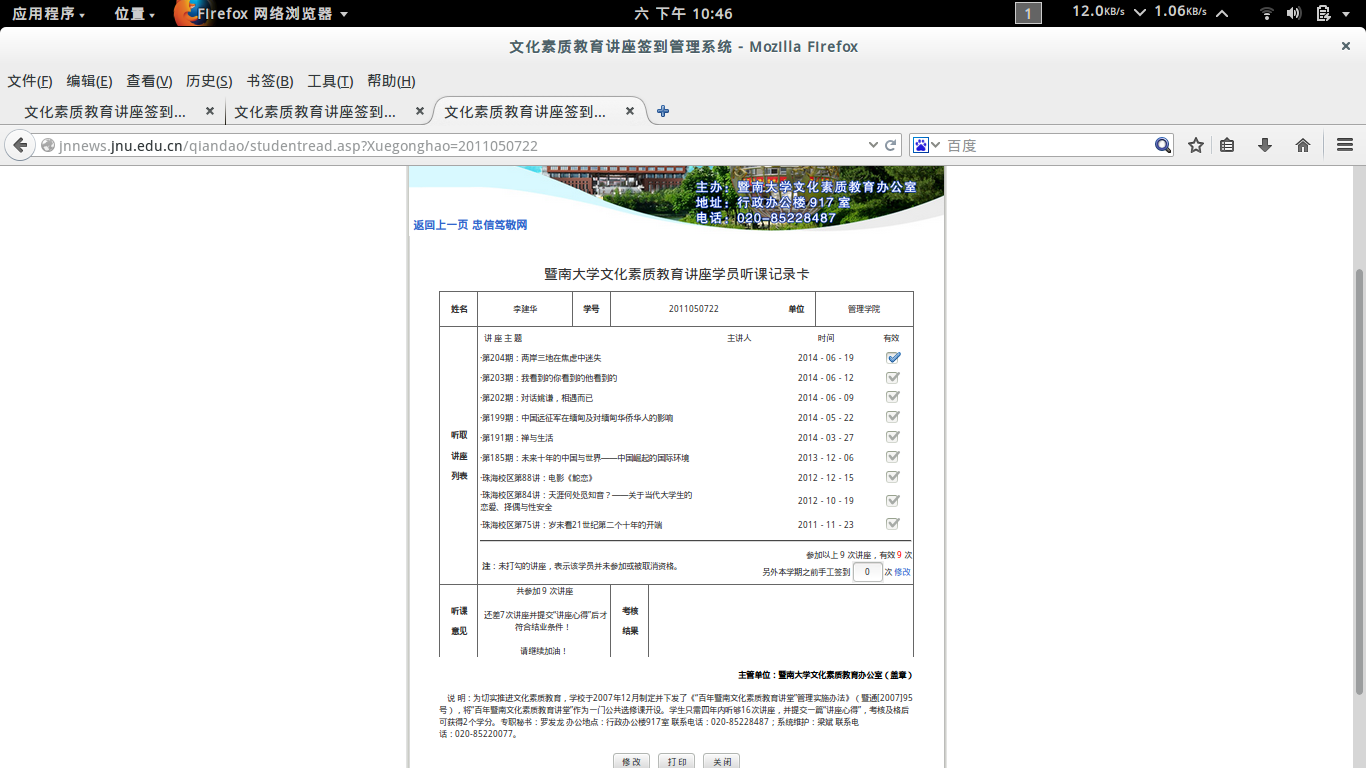 应用程序 位置 Firefox 网络浏览器 六 下午 10:46 1 12.0KB/s 1.06KB/s
文化素质教育讲座签到管理系统 - Mozilla Firefox
文件(F) 编辑(E) 查看(V) 历史(S) 书签(B) 工具(T) 帮助(H)
文化素质教育讲座签到... 文化素质教育讲座签到... 文化素质教育讲座签到...
jnnews.jnu.edu.cn/qiandao/studentread.asp?Xuegonghao=2011050722 百度
主办：暨南大学文化素质教育办公室
地址：行政办公楼917 室
电话：020-85228487
返回上一页 忠信笃敬网
暨南大学文化素质教育讲座学员听课记录卡
姓名 李建华 学号 2011050722 单位 管理学院
听取
讲座
列表
讲 座 主 题 主讲人 时间 有效
·第204期：两岸三地在焦虑中迷失 2014 - 06 - 19
·第203期：我看到的你看到的他看到的 2014 - 06 - 12
·第202期：对话姚谦，相遇而已 2014 - 06 - 09
·第199期：中国远征军在缅甸及对缅甸华侨华人的影响 2014 - 05 - 22
·第191期：禅与生活 2014 - 03 - 27
·第185期：未来十年的中国与世界——中国崛起的国际环境 2013 - 12 - 06
·珠海校区第88讲：电影《鮀恋》 2012 - 12 - 15
·珠海校区第84讲：天涯何处觅知音？——关于当代大学生的
恋爱、择偶与性安全 2012 - 10 - 19
·珠海校区第75讲：岁末看21世纪第二个十年的开端 2011 - 11 - 23
参加以上 9 次讲座，有效 9 次
注：未打勾的讲座，表示该学员并未参加或被取消资格。
另外本学期之前手工签到 0 次 修改
听课
意见
共参加 9 次讲座
还差7次讲座并提交“讲座心得”后才
符合结业条件！
请继续加油！
考核
结果
主管单位：暨南大学文化素质教育办公室（盖章）
说 明：为切实推进文化素质教育，学校于2007年12月制定并下发了《“百年暨南文化素质教育讲堂”管理实施办法》（暨通[2007]95
号），将“百年暨南文化素质教育讲堂”作为一门公共选修课开设。学生只需四年内听够16次讲座，并提交一篇“讲座心得”，考核及格后
可获得2个学分。专职秘书：罗发龙 办公地点：行政办公楼917室 联系电话：020-85228487；系统维护：梁斌 联系电
话：020-85220077。
修 改 打 印 关 闭